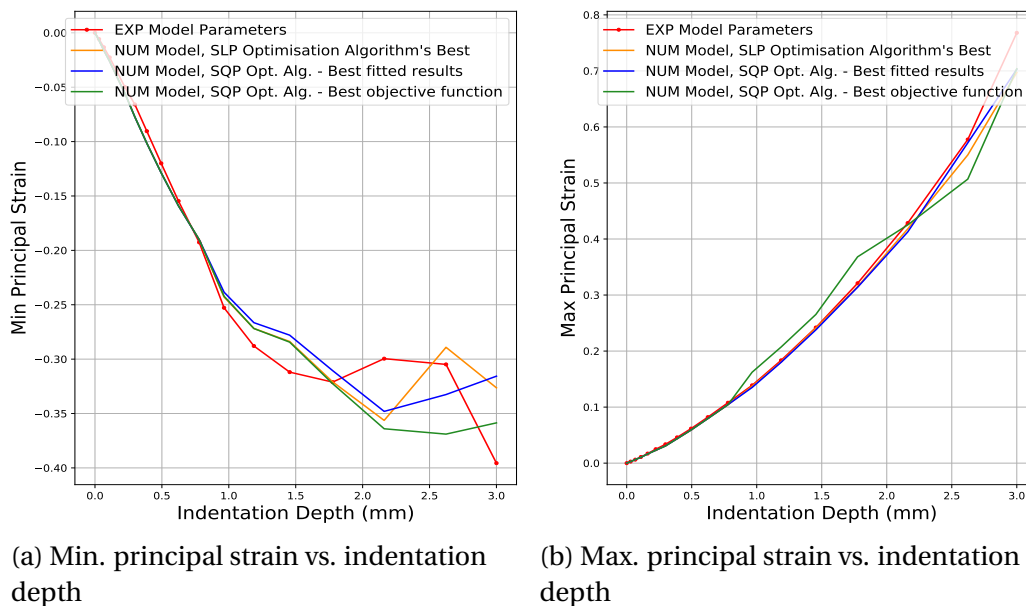 0.00
−0.05
−0.10
−0.15
−0.20
−0.25
−0.30
−0.35
−0.40
Min Principal Strain
EXP Model Parameters
NUM Model, SLP Optimisation Algorithm's Best
NUM Model, SQP Opt. Alg. - Best fitted results
NUM Model, SQP Opt. Alg. - Best objective function
0.0 0.5 1.0 1.5 2.0 2.5 3.0
Indentation Depth (mm)
(a) Min. principal strain vs. indentation
depth
0.8
0.7
0.6
0.5
0.4
0.3
0.2
0.1
0.0
Max Principal Strain
EXP Model Parameters
NUM Model, SLP Optimisation Algorithm's Best
NUM Model, SQP Opt. Alg. - Best fitted results
NUM Model, SQP Opt. Alg. - Best objective function
0.0 0.5 1.0 1.5 2.0 2.5 3.0
Indentation Depth (mm)
(b) Max. principal strain vs. indentation
depth